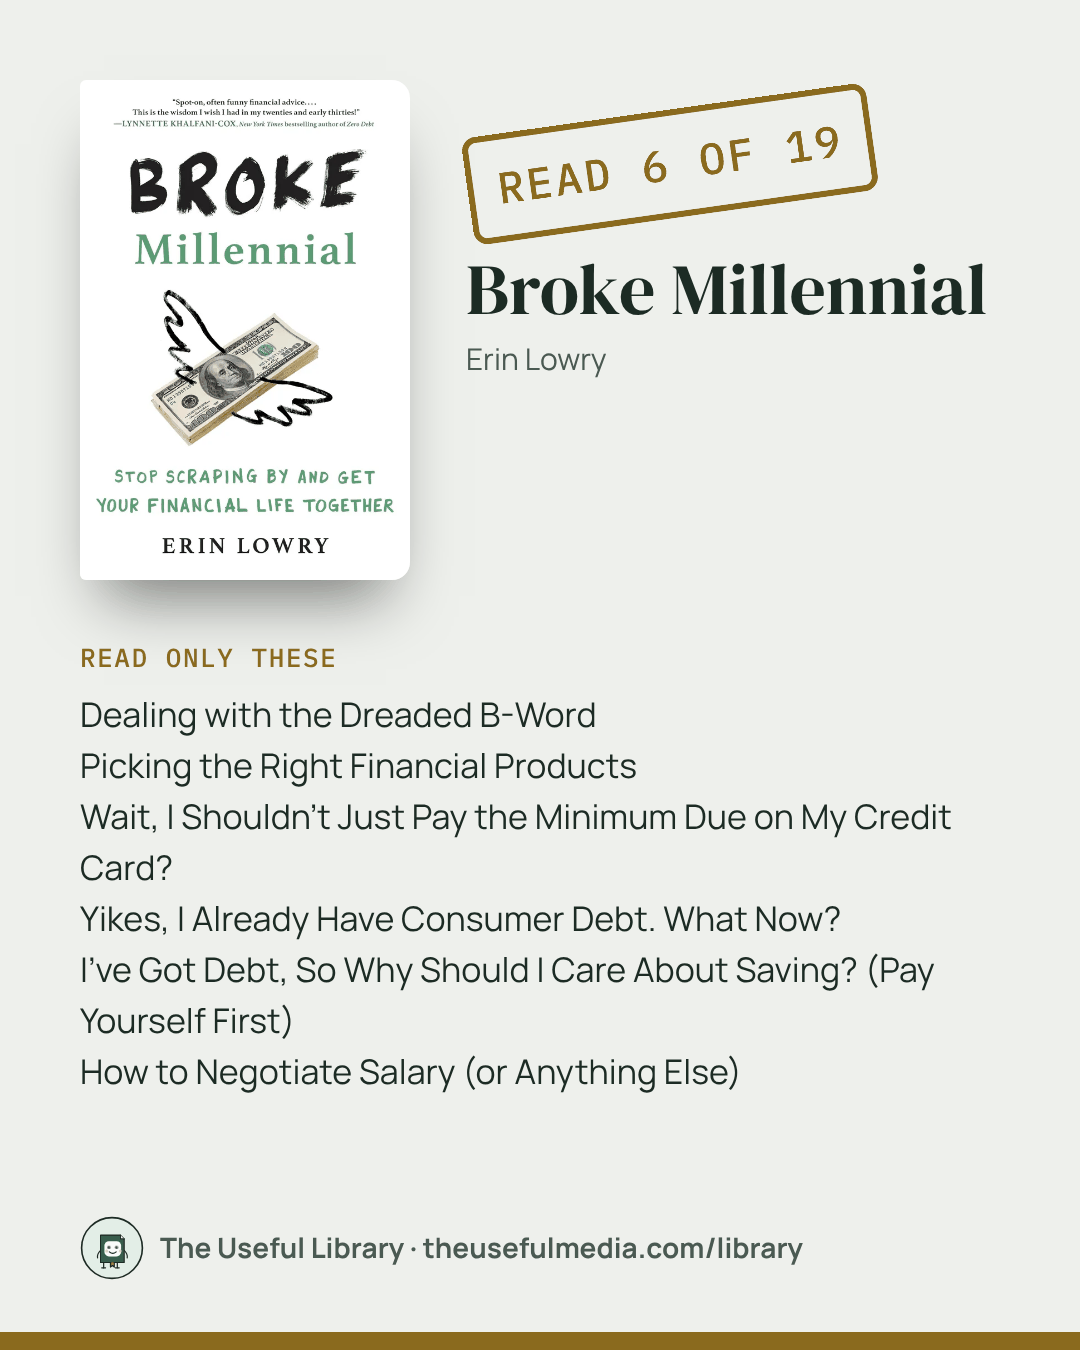 "Spot-on, often funny financial advice....
This is the wisdom I wish I had in my twenties and early thirties!"
—LYNNETTE KHALFANI-COX, New York Times bestselling author of Zero Debt
BROKE
Millennial
STOP SCRAPING BY AND GET
YOUR FINANCIAL LIFE TOGETHER
ERIN LOWRY
READ 6 OF 19
Broke Millennial
Erin Lowry
READ ONLY THESE
Dealing with the Dreaded B-Word
Picking the Right Financial Products
Wait, I Shouldn’t Just Pay the Minimum Due on My Credit
Card?
Yikes, I Already Have Consumer Debt. What Now?
I’ve Got Debt, So Why Should I Care About Saving? (Pay
Yourself First)
How to Negotiate Salary (or Anything Else)
The Useful Library · theusefulmedia.com/library